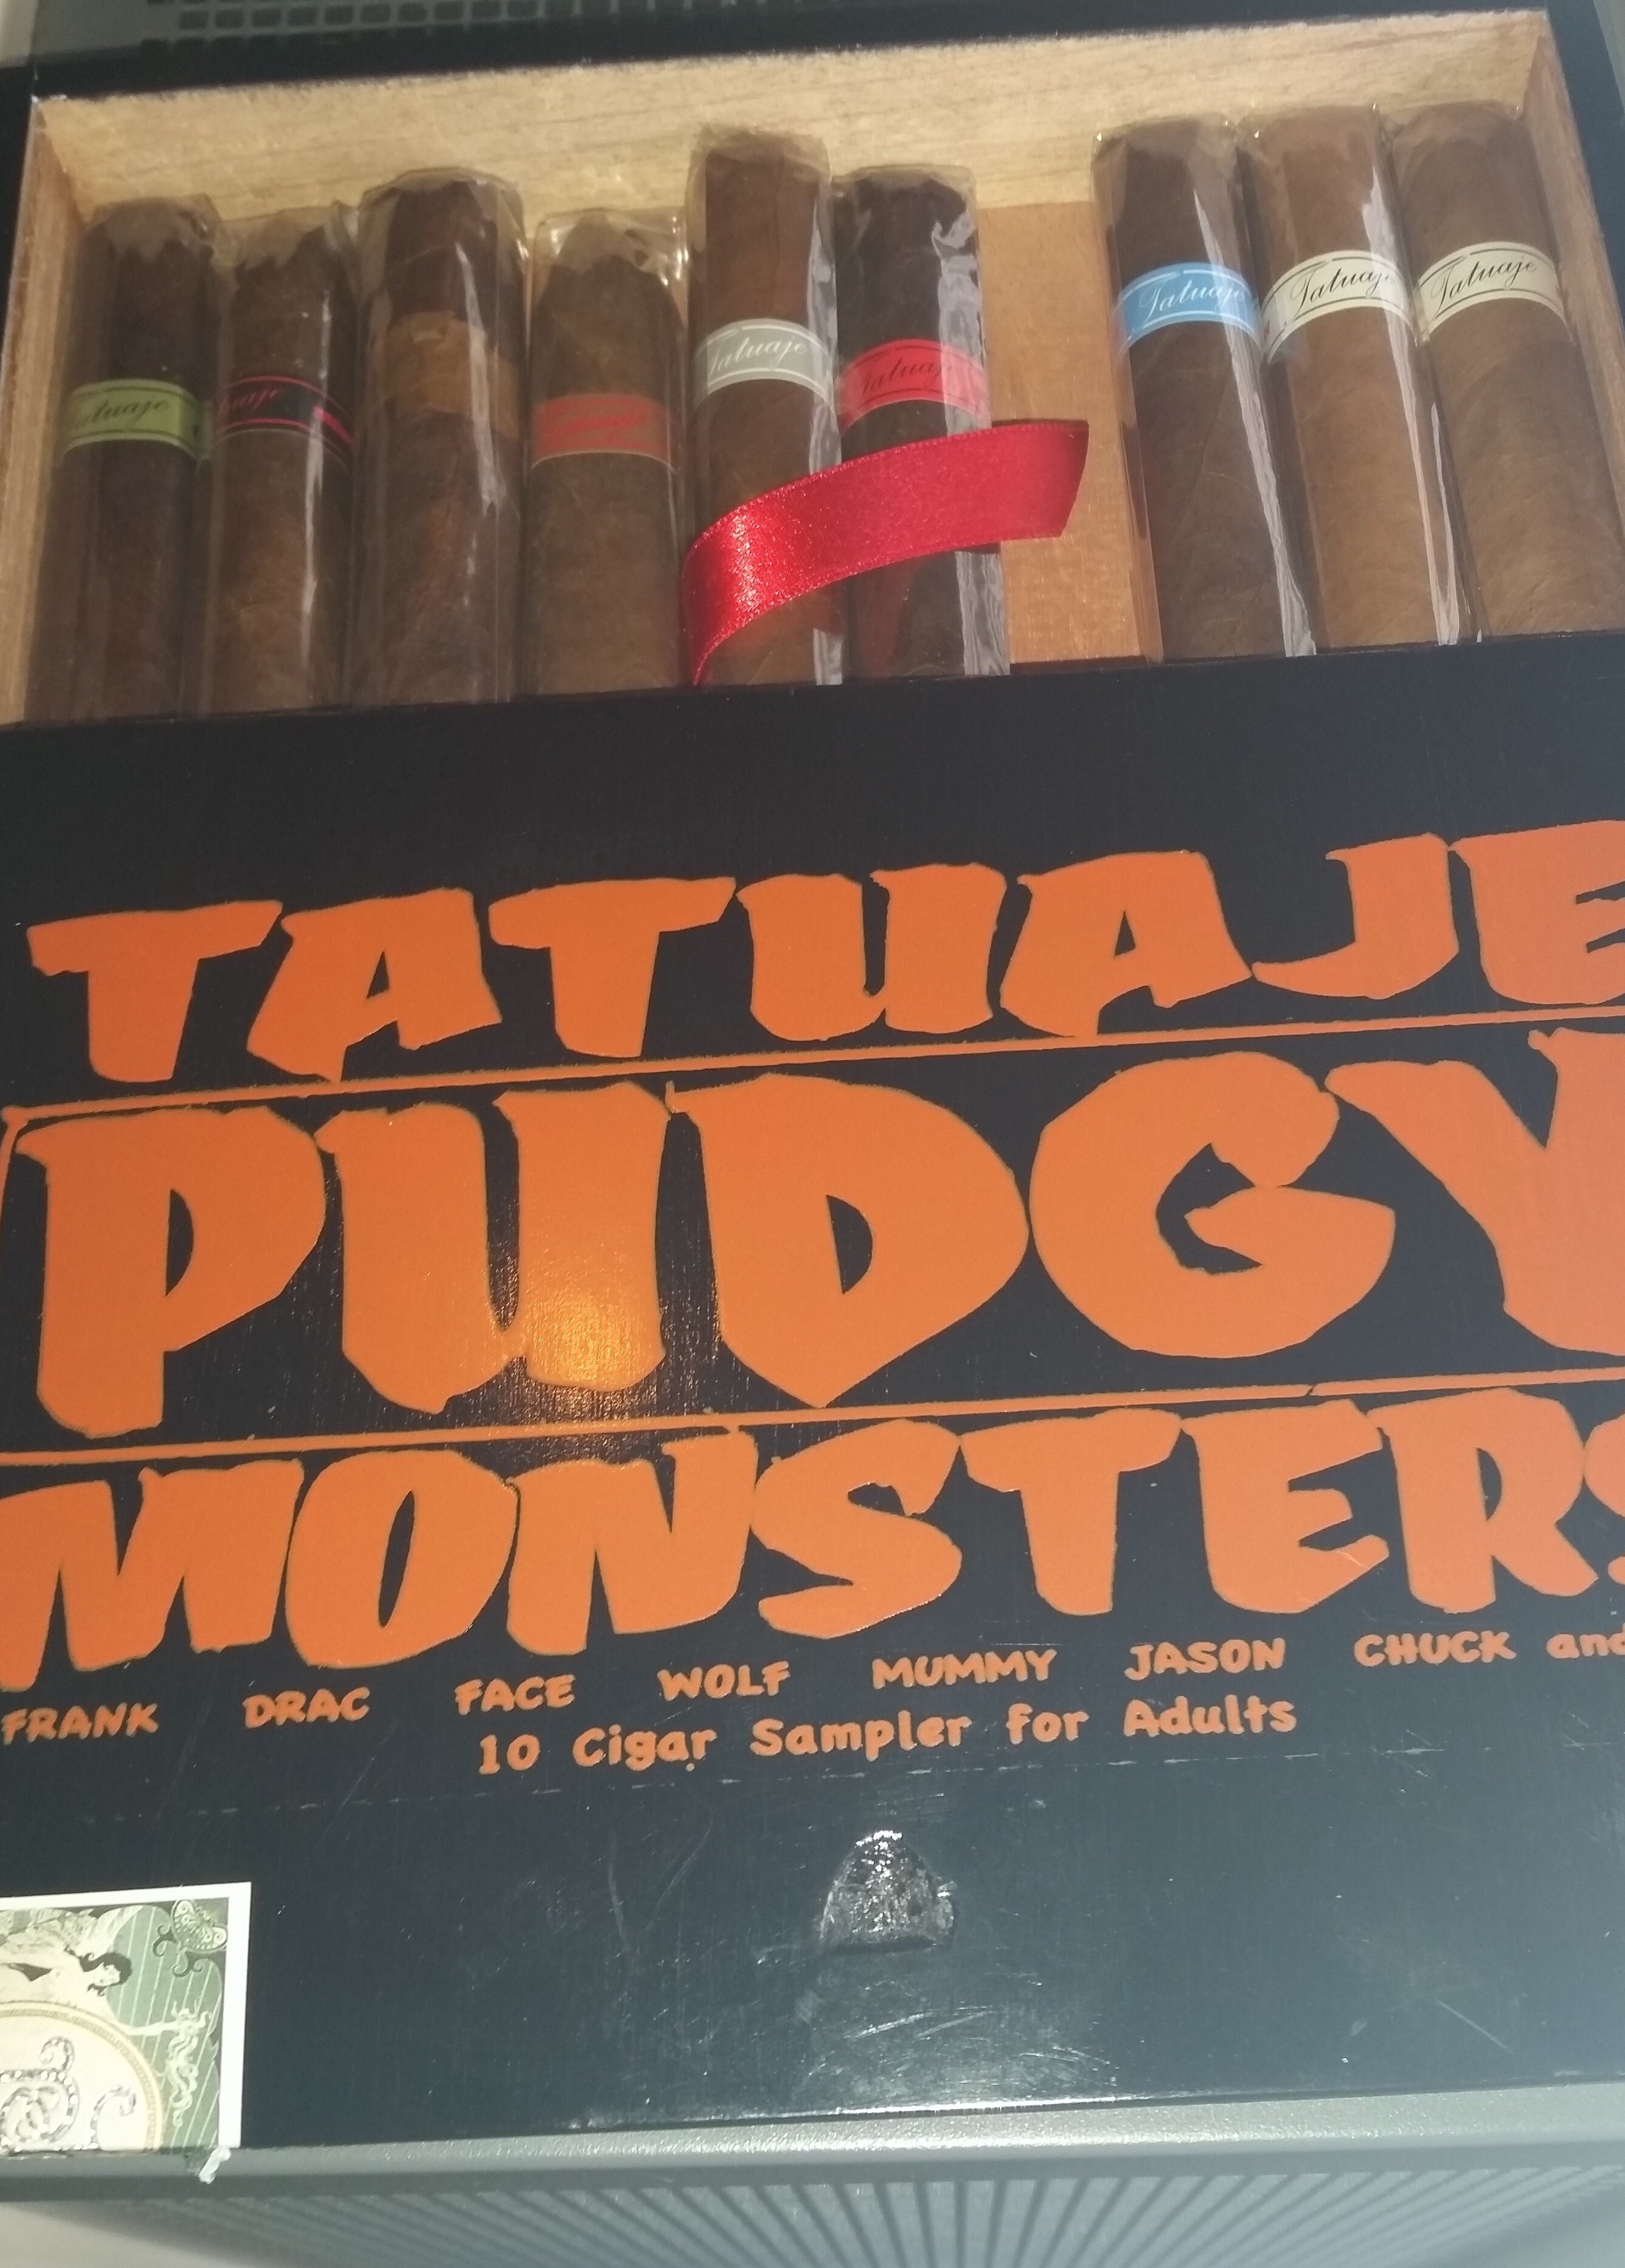 Tatuaje
Tatuaje
Tatuaje
Tatuaje
Tatuaje
Tatuaje
Tatuaje
TATUAJE
PUDGY
MONSTERS
FRANK DRAC FACE WOLF MUMMY JASON CHUCK and
10 Cigar Sampler for Adults